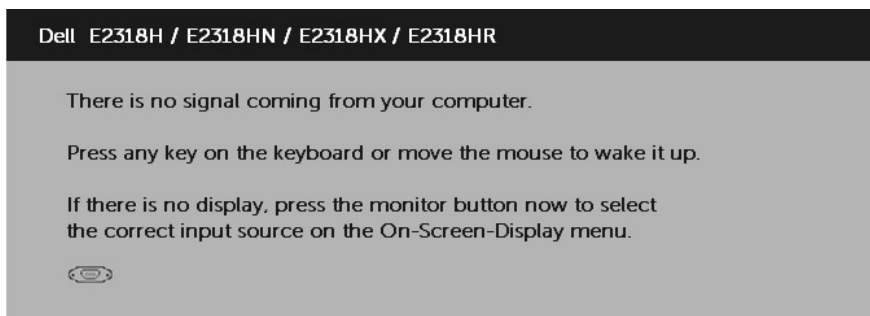 Dell E2318H / E2318HN / E2318HX / E2318HR
There is no signal coming from your computer.
Press any key on the keyboard or move the mouse to wake it up.
If there is no display, press the monitor button now to select
the correct input source on the On-Screen-Display menu.